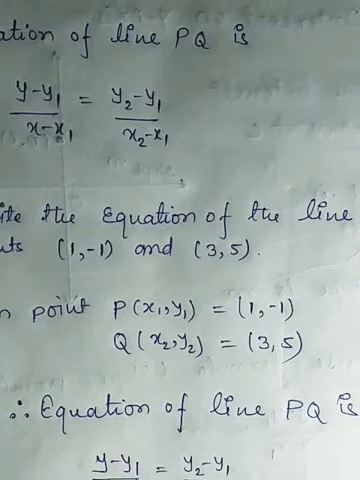 ation of line PQ is
y-y₁ / x-x₁ = y₂-y₁ / x₂-x₁
ite the Equation of the line
nts (1,-1) and (3,5).
n point P(x₁,y₁) = (1,-1)
Q(x₂,y₂) = (3,5)
∴ Equation of line PQ is
y-y₁ = y₂-y₁